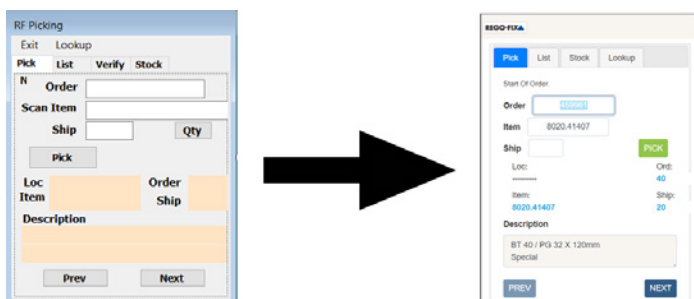 RF Picking
Exit Lookup
Pick List Verify Stock
N
Order
Scan Item
Ship Qty
Pick
Loc Order
Item Ship
Description
Prev Next
REGO-FIX
Pick List Stock Lookup
Start Of Order
Order
Item 8020.41407
Ship PICK
Loc: Ord:
---------- 40
Item: Ship:
8020.41407 20
Description
BT 40 / PG 32 X 120mm
Special
PREV NEXT